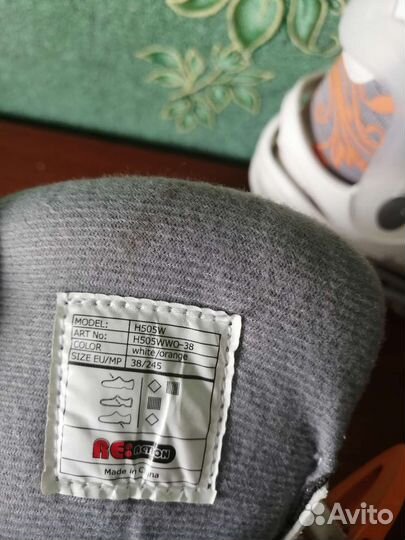 MODEL: H505W
ART No: H505WWO-38
COLOR white/orange
SIZE EU/MP 38/245
RE:ACTION
Made in China
Avito